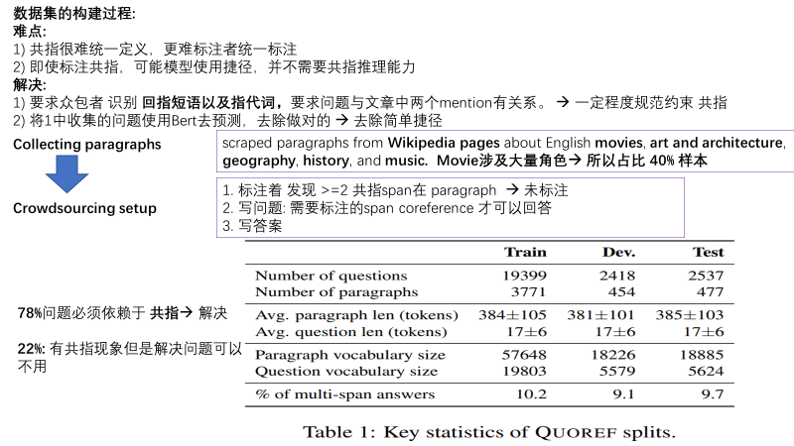 数据集的构建过程:
难点:
1) 共指很难统一定义，更难标注者统一标注
2) 即使标注共指，可能模型使用捷径，并不需要共指推理能力
解决:
1) 要求众包者 识别 回指短语以及指代词，要求问题与文章中两个mention有关系。 → 一定程度规范约束 共指
2) 将1中收集的问题使用Bert去预测，去除做对的 → 去除简单捷径
Collecting paragraphs
scraped paragraphs from Wikipedia pages about English movies, art and architecture,
geography, history, and music. Movie涉及大量角色→ 所以占比 40% 样本
Crowdsourcing setup
1. 标注着 发现 >=2 共指span在 paragraph → 未标注
2. 写问题: 需要标注的span coreference 才可以回答
3. 写答案
78%问题必须依赖于 共指→ 解决
22%: 有共指现象但是解决问题可以
不用
Train Dev. Test
Number of questions 19399 2418 2537
Number of paragraphs 3771 454 477
Avg. paragraph len (tokens) 384±105 381±101 385±103
Avg. question len (tokens) 17±6 17±6 17±6
Paragraph vocabulary size 57648 18226 18885
Question vocabulary size 19803 5579 5624
% of multi-span answers 10.2 9.1 9.7
Table 1: Key statistics of QUOREF splits.